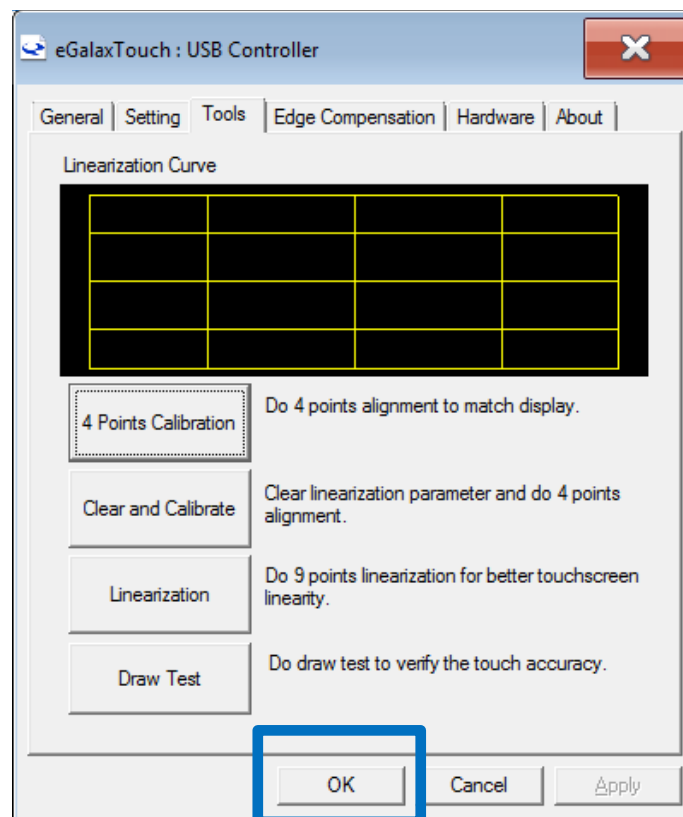 eGalaxTouch : USB Controller
General Setting Tools Edge Compensation Hardware About
Linearization Curve
4 Points Calibration
Do 4 points alignment to match display.
Clear and Calibrate
Clear linearization parameter and do 4 points
alignment.
Linearization
Do 9 points linearization for better touchscreen
linearity.
Draw Test
Do draw test to verify the touch accuracy.
OK Cancel Apply